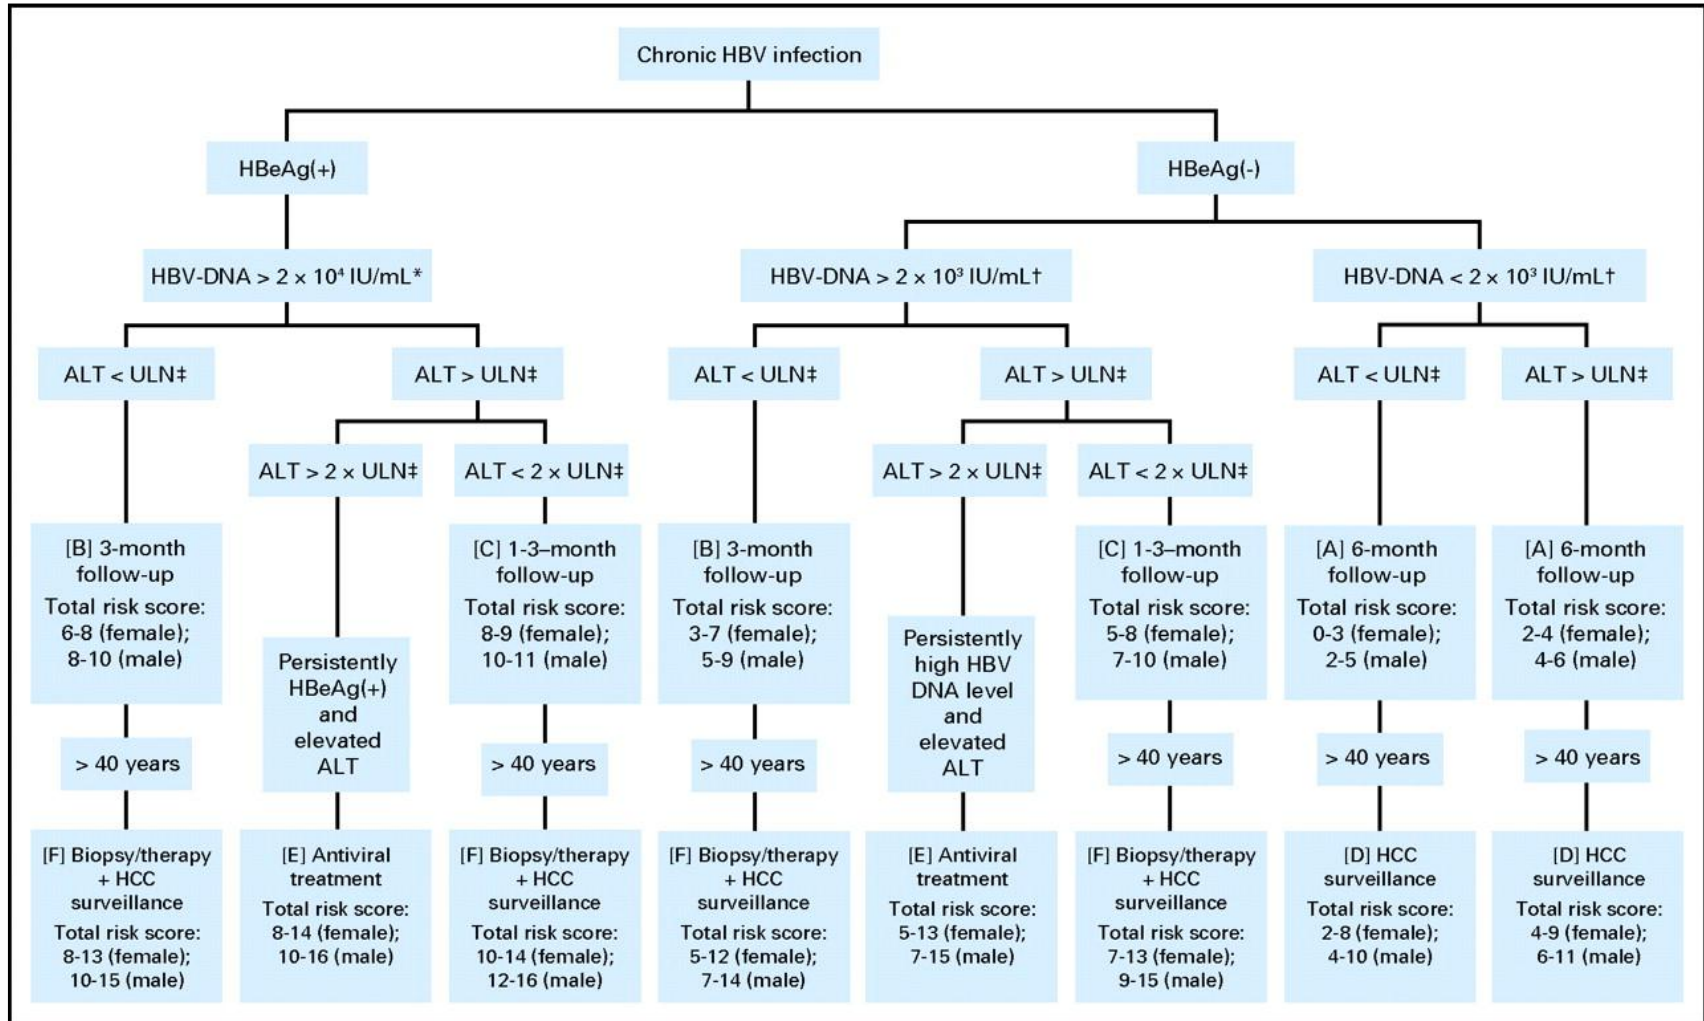 Chronic HBV infection
HBeAg(+)
HBeAg(-)
HBV-DNA > 2 × 10⁴ IU/mL*
HBV-DNA > 2 × 10³ IU/mL†
HBV-DNA < 2 × 10³ IU/mL†
ALT < ULN‡
ALT > ULN‡
ALT < ULN‡
ALT > ULN‡
ALT < ULN‡
ALT > ULN‡
ALT > 2 × ULN‡
ALT < 2 × ULN‡
ALT > 2 × ULN‡
ALT < 2 × ULN‡
[B] 3-month
follow-up
Total risk score:
6-8 (female);
8-10 (male)
Persistently
HBeAg(+)
and
elevated
ALT
[C] 1-3–month
follow-up
Total risk score:
8-9 (female);
10-11 (male)
[B] 3-month
follow-up
Total risk score:
3-7 (female);
5-9 (male)
Persistently
high HBV
DNA level
and
elevated
ALT
[C] 1-3–month
follow-up
Total risk score:
5-8 (female);
7-10 (male)
[A] 6-month
follow-up
Total risk score:
0-3 (female);
2-5 (male)
[A] 6-month
follow-up
Total risk score:
2-4 (female);
4-6 (male)
> 40 years
> 40 years
> 40 years
> 40 years
> 40 years
> 40 years
[F] Biopsy/therapy
+ HCC
surveillance
Total risk score:
8-13 (female);
10-15 (male)
[E] Antiviral
treatment
Total risk score:
8-14 (female);
10-16 (male)
[F] Biopsy/therapy
+ HCC
surveillance
Total risk score:
10-14 (female);
12-16 (male)
[F] Biopsy/therapy
+ HCC
surveillance
Total risk score:
5-12 (female);
7-14 (male)
[E] Antiviral
treatment
Total risk score:
5-13 (female);
7-15 (male)
[F] Biopsy/therapy
+ HCC
surveillance
Total risk score:
7-13 (female);
9-15 (male)
[D] HCC
surveillance
Total risk score:
2-8 (female);
4-10 (male)
[D] HCC
surveillance
Total risk score:
4-9 (female);
6-11 (male)